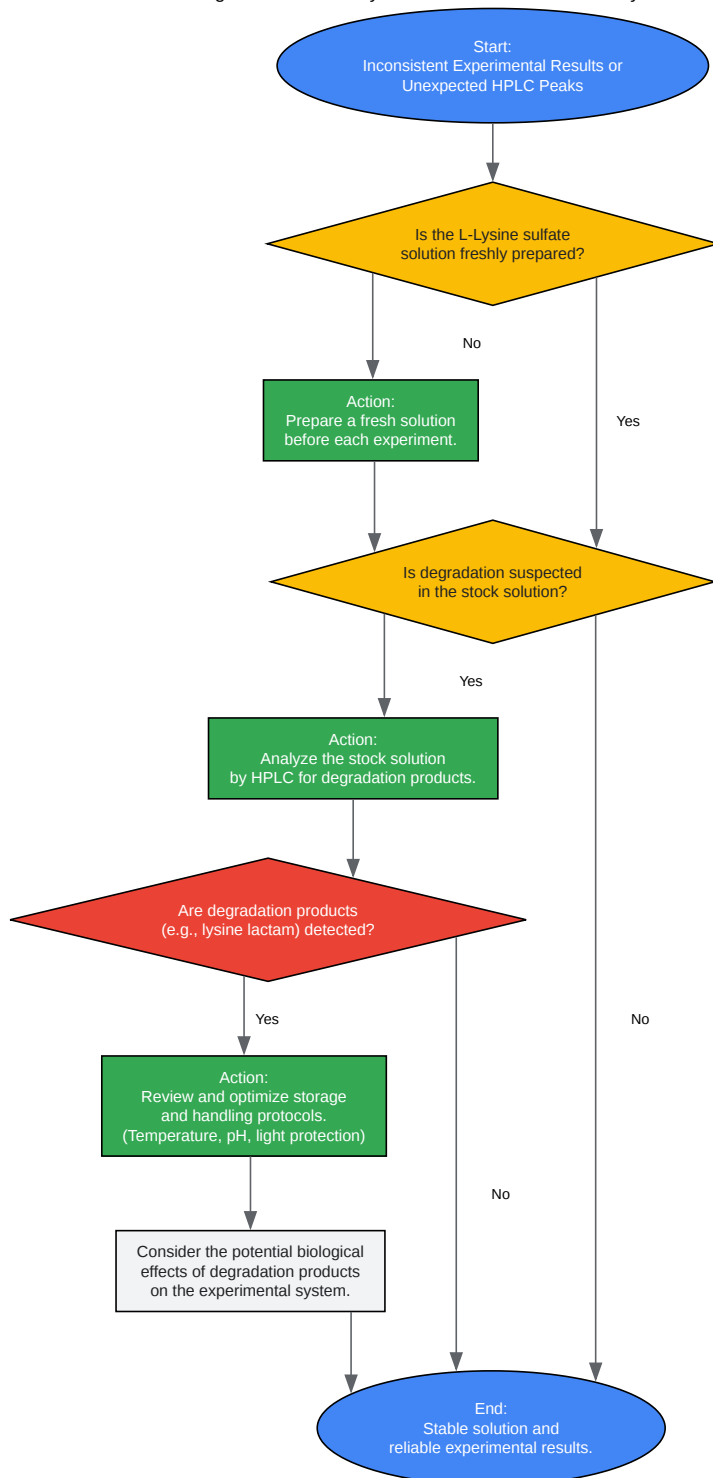 Start:
Inconsistent Experimental Results or
Unexpected HPLC Peaks
Is the L-Lysine sulfate
solution freshly prepared?
No
Action:
Prepare a fresh solution
before each experiment.
Yes
Is degradation suspected
in the stock solution?
Yes
Action:
Analyze the stock solution
by HPLC for degradation products.
Are degradation products
(e.g., lysine lactam) detected?
Yes
No
Action:
Review and optimize storage
and handling protocols.
(Temperature, pH, light protection)
No
Consider the potential biological
effects of degradation products
on the experimental system.
End:
Stable solution and
reliable experimental results.